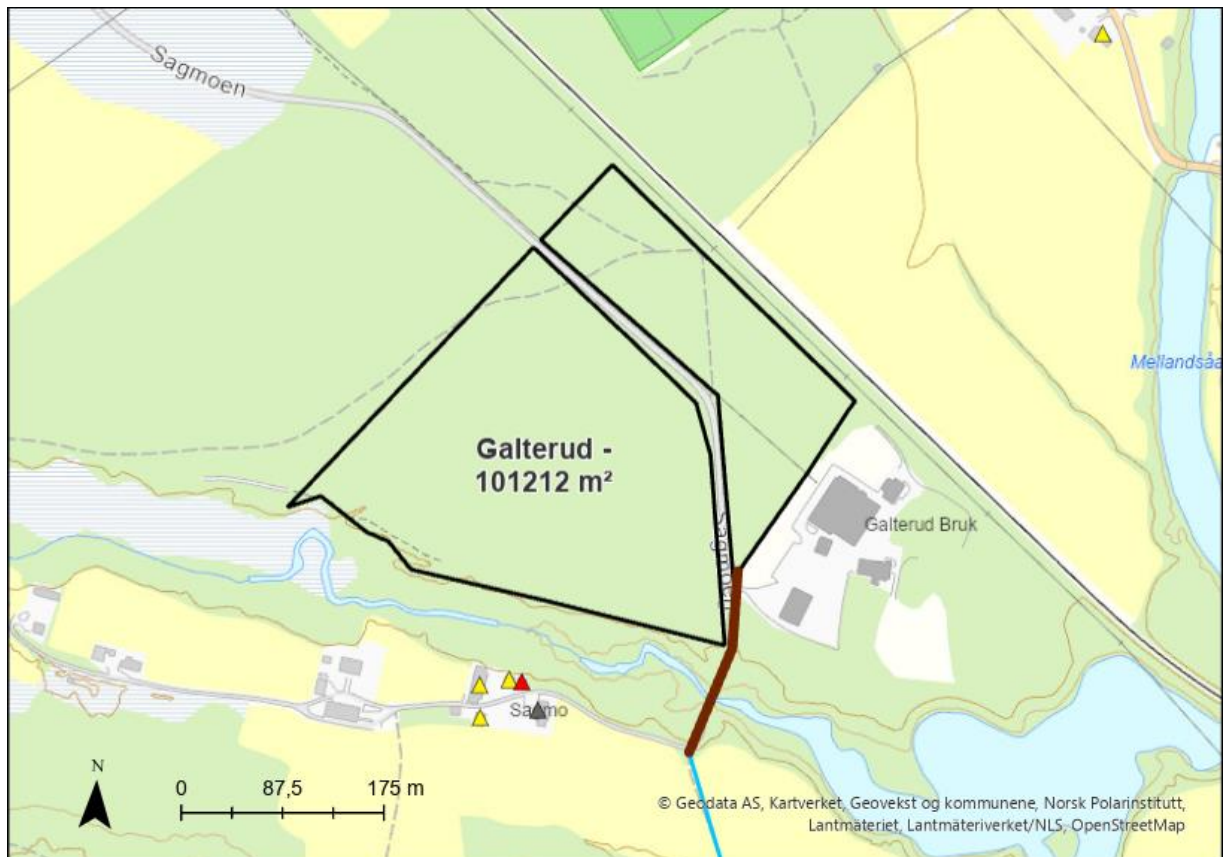 Sagmoen
Mellandsåa
Galterud -
101212 m²
Galterud Bruk
Sagmoen
Sagmo
N
0 87,5 175 m
© Geodata AS, Kartverket, Geovekst og kommunene, Norsk Polarinstitutt,
Lantmäteriet, Lantmäteriverket/NLS, OpenStreetMap